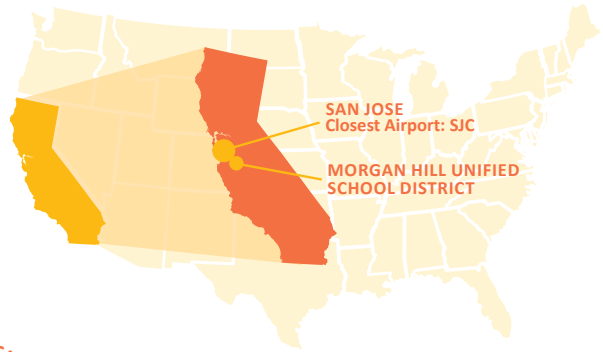 SAN JOSE
Closest Airport: SJC
MORGAN HILL UNIFIED
SCHOOL DISTRICT